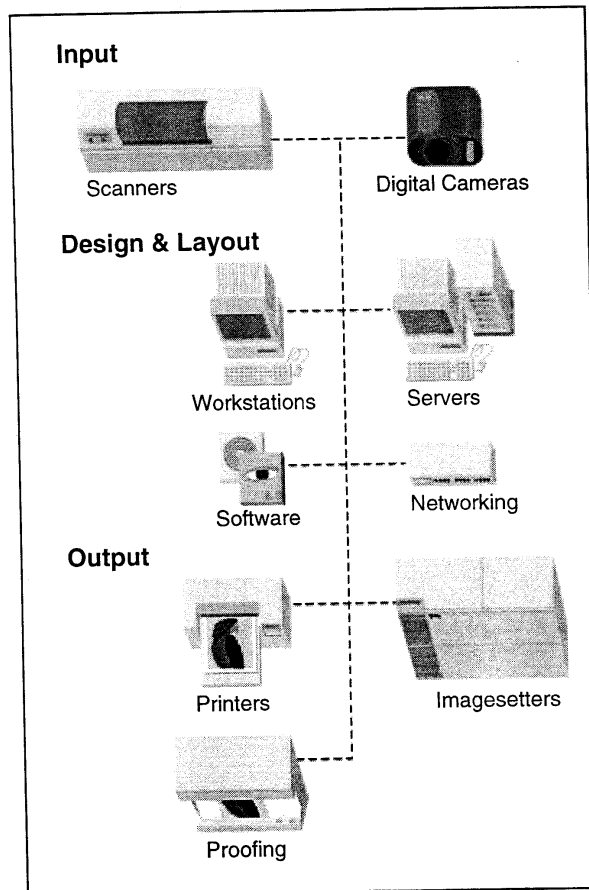 Input
Scanners
Digital Cameras
Design & Layout
Workstations
Servers
Software
Networking
Output
Printers
Imagesetters
Proofing